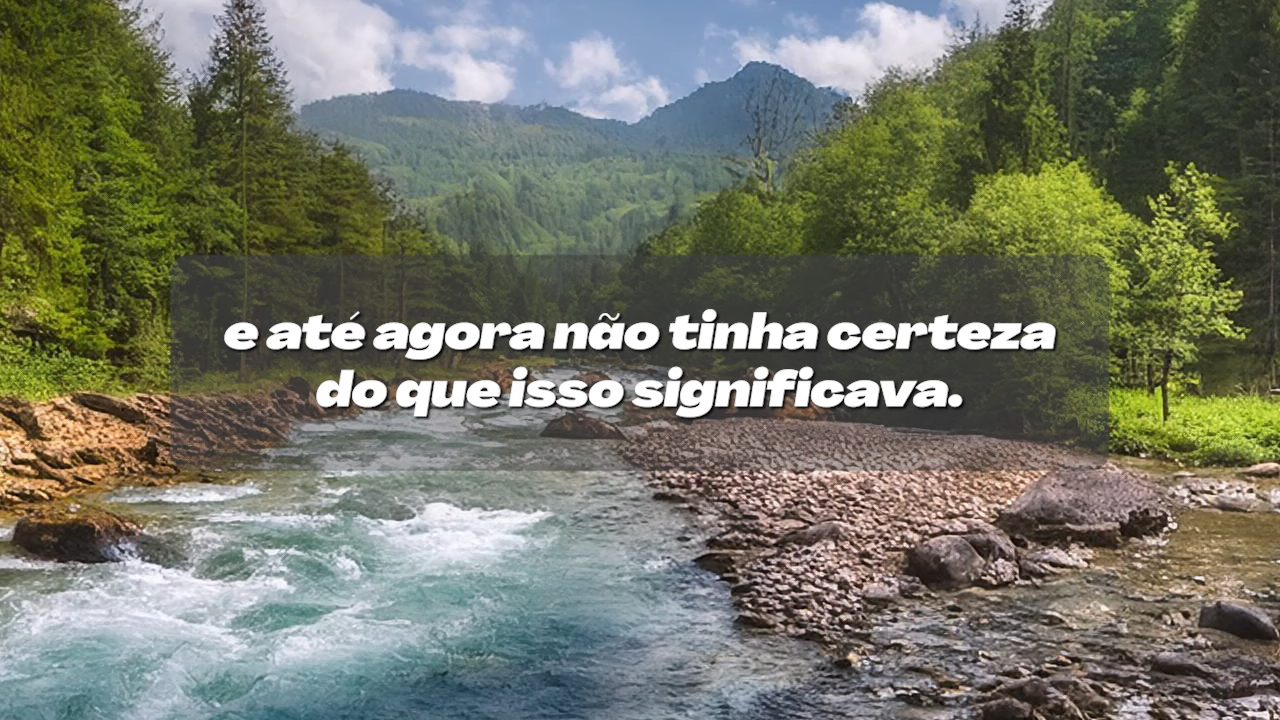 e até agora não tinha certeza
do que isso significava.